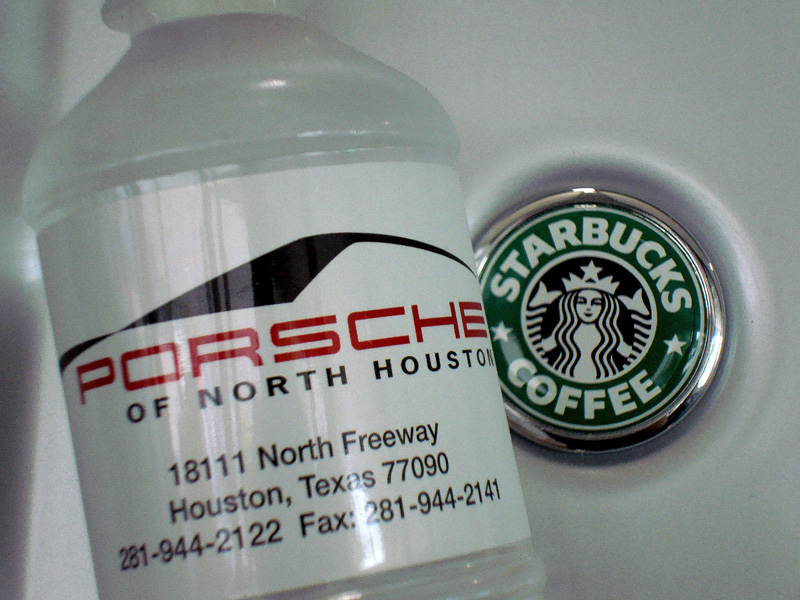 PORSCHE
OF NORTH HOUSTON
18111 North Freeway
Houston, Texas 77090
281-944-2122 Fax: 281-944-2141
STARBUCKS
COFFEE